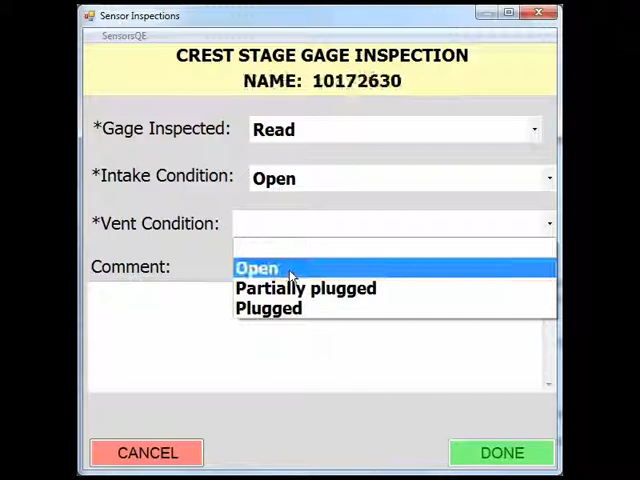 Sensor Inspections
SensorsQE
CREST STAGE GAGE INSPECTION
NAME: 10172630
*Gage Inspected: Read
*Intake Condition: Open
*Vent Condition:
Comment:
Open
Partially plugged
Plugged
CANCEL DONE